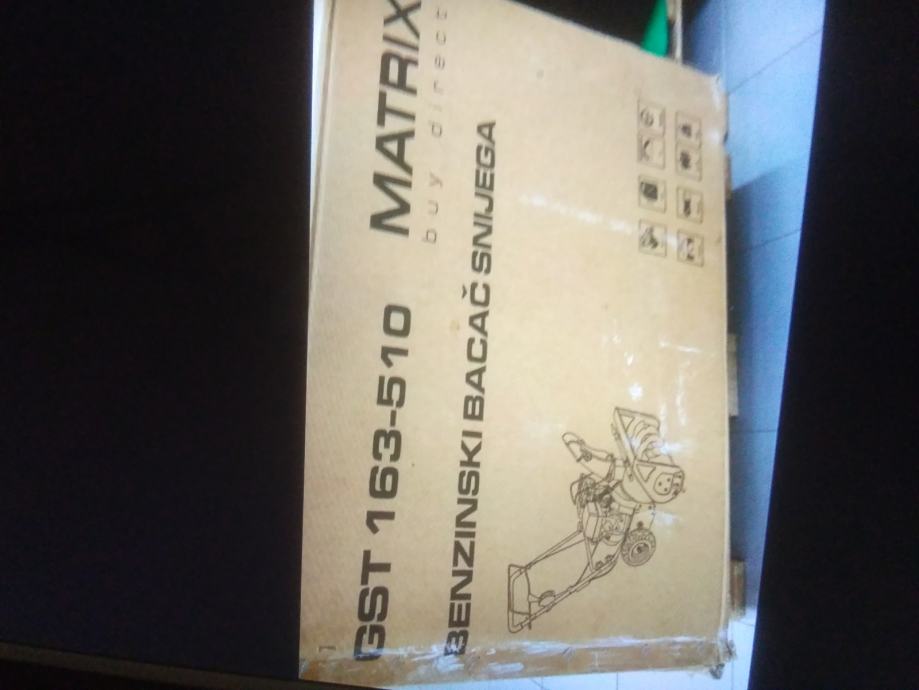 GST 163-510 MATRIX
buy direct
BENZINSKI BACAČ SNIJEGA